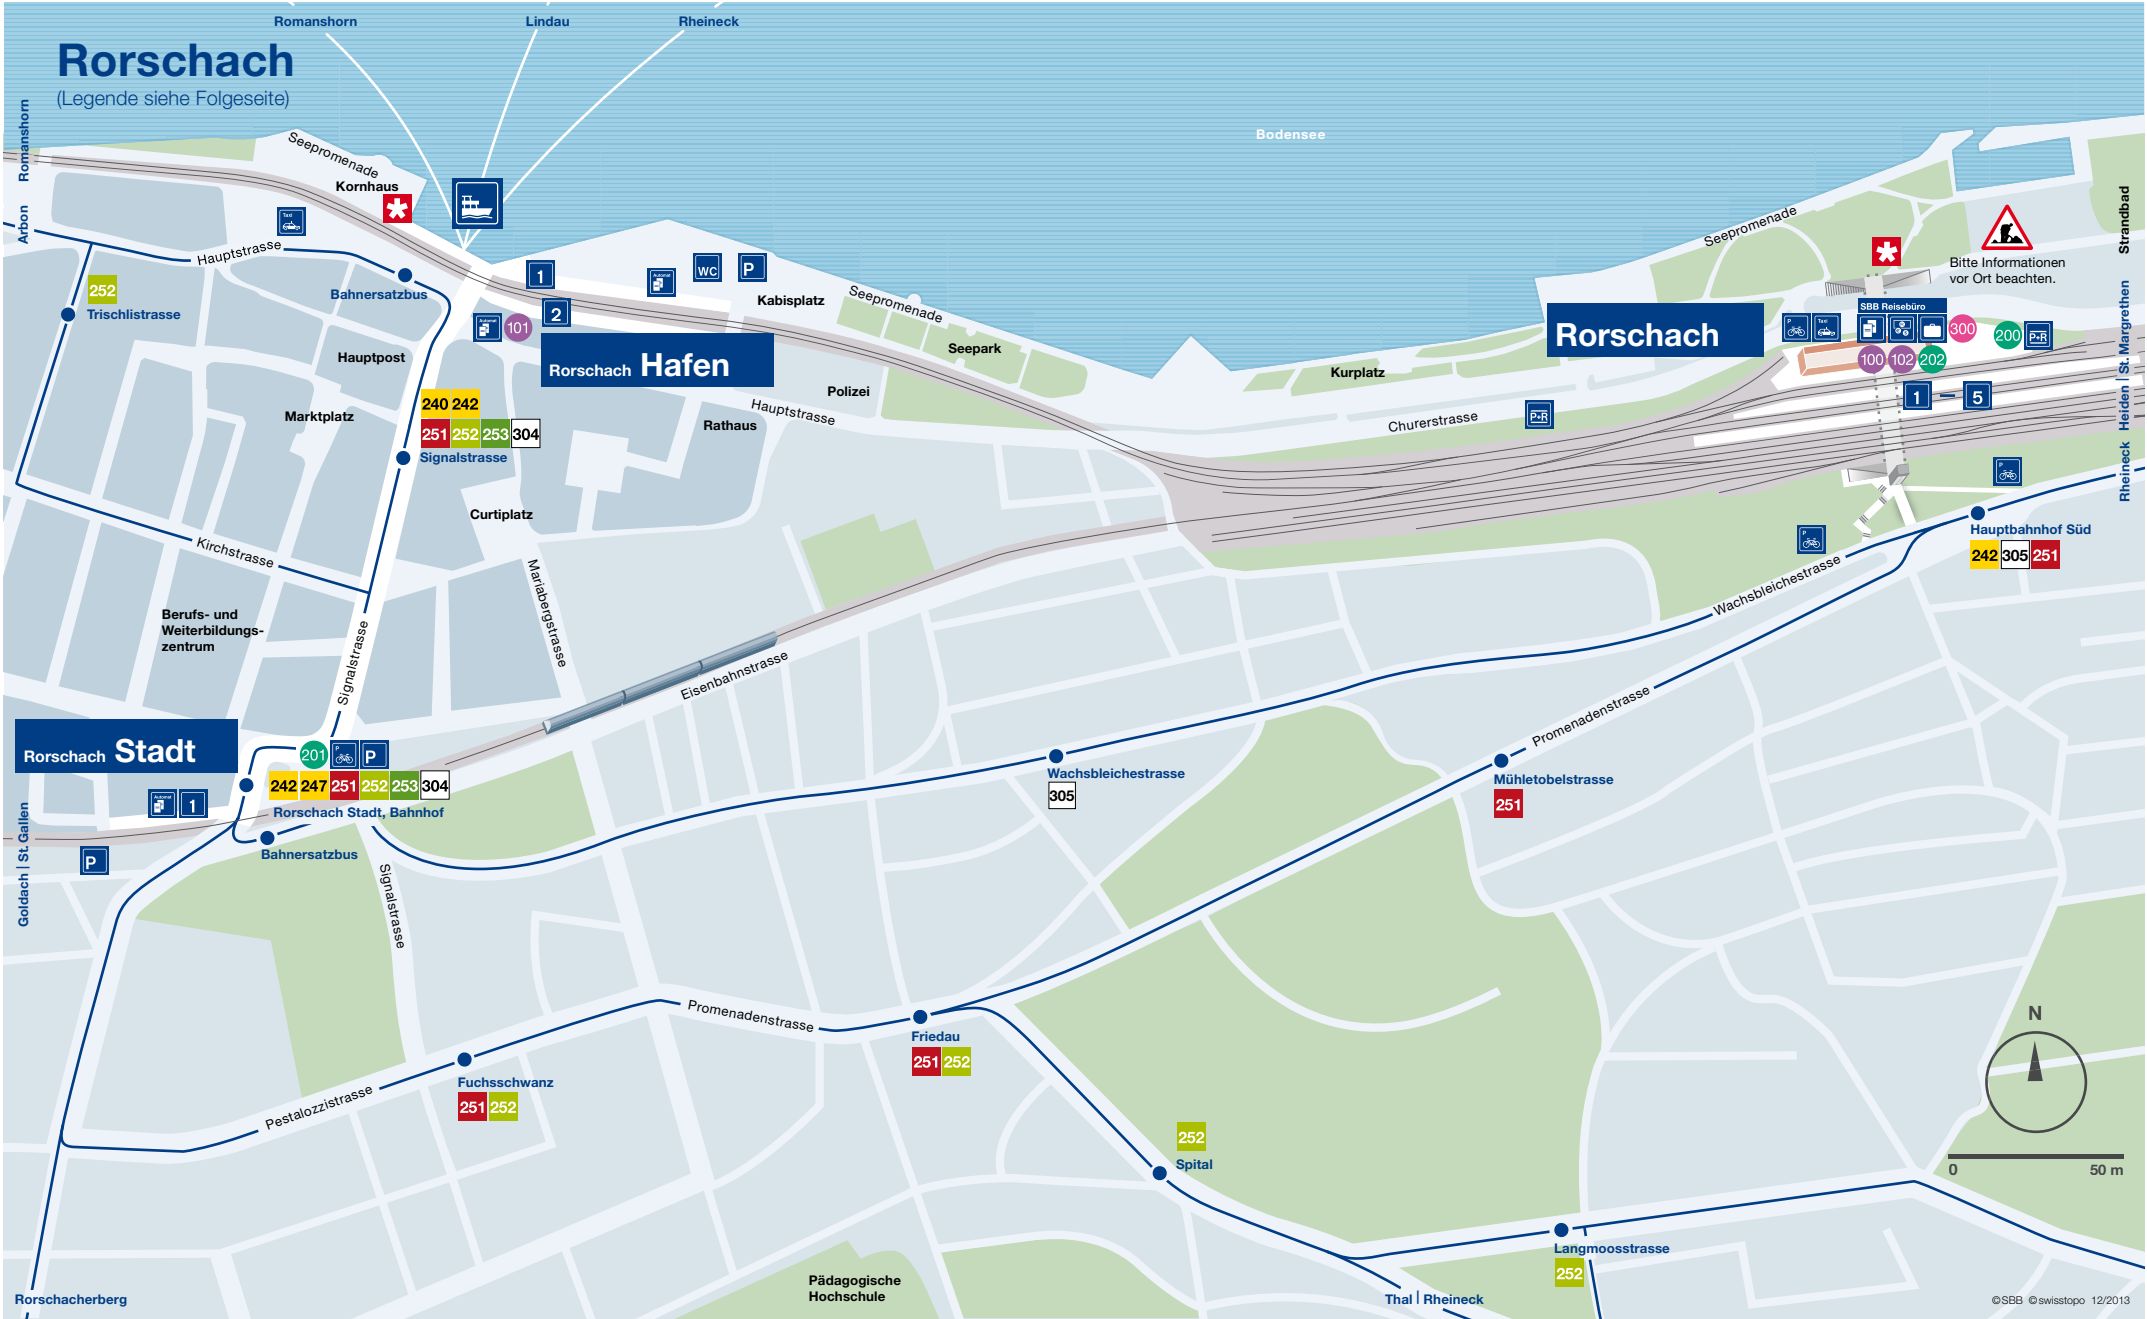 Romanshorn
Lindau
Rheineck
Rorschach
(Legende siehe Folgeseite)
Bodensee
Arbon
Romanshorn
Seepromenade
Kornhaus
Taxi
Hauptstrasse
Bahnersatzbus
252
Trischlistrasse
1
2
Automat
WC
P
Kabisplatz
Seepromenade
Automat
101
Rorschach Hafen
Hauptpost
Seepark
Polizei
Hauptstrasse
Rathaus
Marktplatz
240 242
251 252 253 304
Signalstrasse
Curtiplatz
Kurplatz
Churerstrasse
P+R
Seepromenade
Rorschach
Bitte Informationen
vor Ort beachten.
SBB Reisebüro
P
Taxi
300
200
P+R
100 102 202
1 – 5
Strandbad
Heiden | St. Margrethen
Rheineck
P
P
Hauptbahnhof Süd
242 305 251
Wachsbleichestrasse
Kirchstrasse
Mariabergstrasse
Berufs- und
Weiterbildungs-
zentrum
Signalstrasse
Eisenbahnstrasse
Promenadenstrasse
Rorschach Stadt
201
P
P
242 247 251 252 253 304
Rorschach Stadt, Bahnhof
Automat
1
Bahnersatzbus
P
Goldach | St. Gallen
Signalstrasse
Wachsbleichestrasse
305
Mühletobelstrasse
251
Promenadenstrasse
Friedau
251 252
Fuchsschwanz
251 252
Pestalozzistrasse
252
Spital
N
0 50 m
Langmoosstrasse
252
Pädagogische
Hochschule
Thal | Rheineck
Rorschacherberg
©SBB ©swisstopo 12/2013